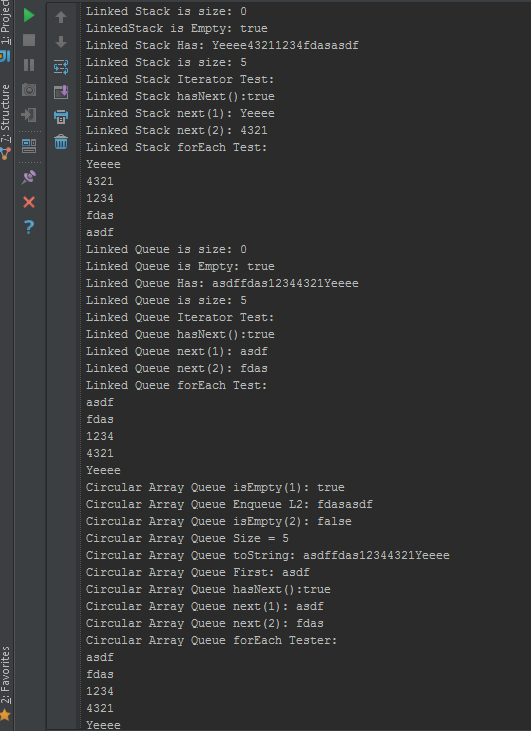 1: Project
7: Structure
2: Favorites
Linked Stack is size: 0
LinkedStack is Empty: true
Linked Stack Has: Yeeee43211234fdasasdf
Linked Stack is size: 5
Linked Stack Iterator Test:
Linked Stack hasNext():true
Linked Stack next(1): Yeeee
Linked Stack next(2): 4321
Linked Stack forEach Test:
Yeeee
4321
1234
fdas
asdf
Linked Queue is size: 0
Linked Queue is Empty: true
Linked Queue Has: asdffdas12344321Yeeee
Linked Queue is size: 5
Linked Queue Iterator Test:
Linked Queue hasNext():true
Linked Queue next(1): asdf
Linked Queue next(2): fdas
Linked Queue forEach Test:
asdf
fdas
1234
4321
Yeeee
Circular Array Queue isEmpty(1): true
Circular Array Queue Enqueue L2: fdasasdf
Circular Array Queue isEmpty(2): false
Circular Array Queue Size = 5
Circular Array Queue toString: asdffdas12344321Yeeee
Circular Array Queue First: asdf
Circular Array Queue hasNext():true
Circular Array Queue next(1): asdf
Circular Array Queue next(2): fdas
Circular Array Queue forEach Tester:
asdf
fdas
1234
4321
Yeeee